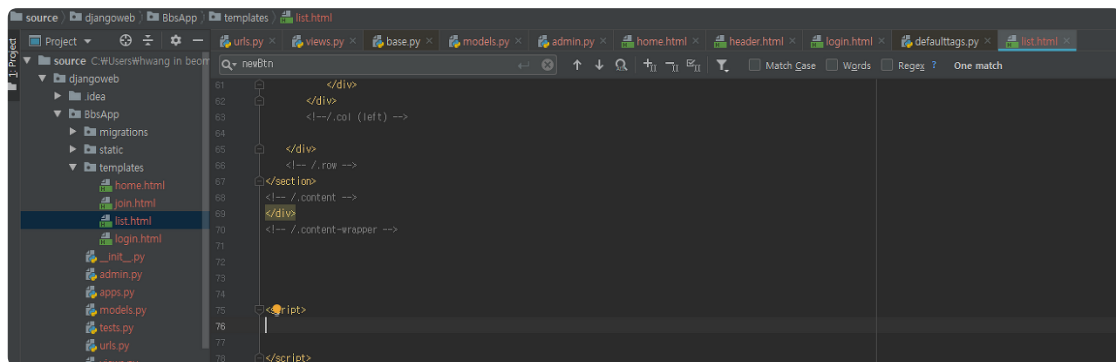 source djangoweb BbsApp templates list.html
1: Project
Project
urls.py views.py base.py models.py admin.py home.html header.html login.html defaulttags.py list.html
source C:₩Users₩hwang in beom
newBtn Match Case Words Regex ? One match
djangoweb
.idea
BbsApp
migrations
static
templates
home.html
join.html
list.html
login.html
__init__.py
admin.py
apps.py
models.py
tests.py
urls.py
61 </div>
62 </div>
63 <!--/.col (left) -->
64
65 </div>
66 <!-- /.row -->
67 </section>
68 <!-- /.content -->
69 </div>
70 <!-- /.content-wrapper -->
71
72
73
74
75 <script>
76
77
78 </script>